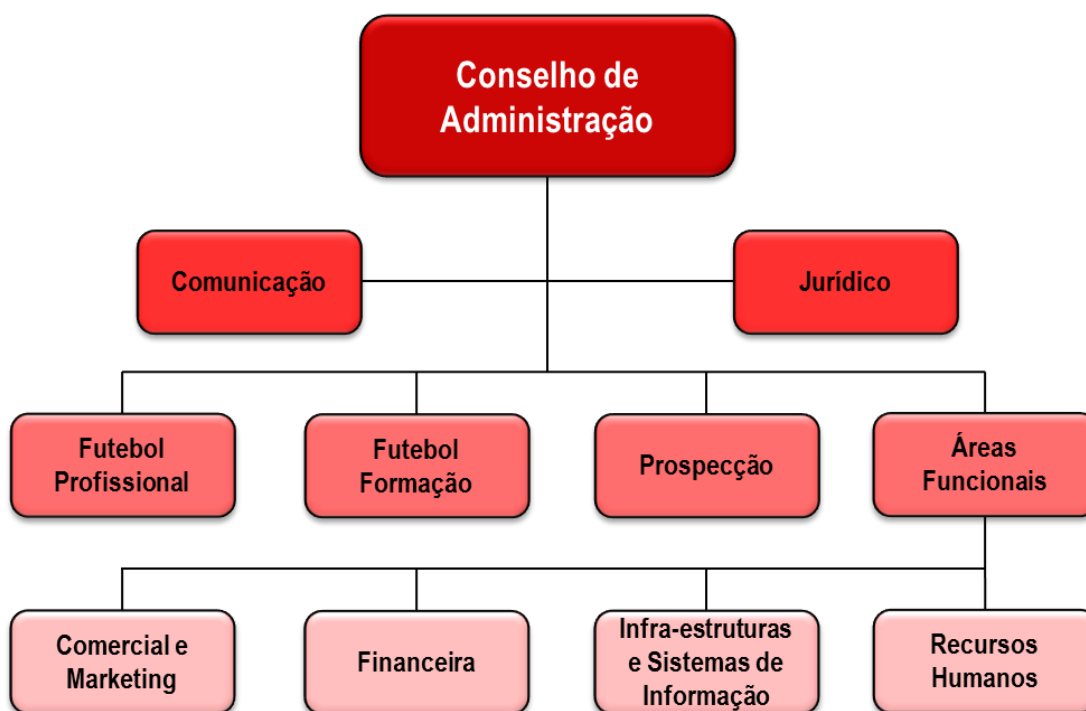 Conselho de
Administração
Comunicação
Jurídico
Futebol
Profissional
Futebol
Formação
Prospecção
Áreas
Funcionais
Comercial e
Marketing
Financeira
Infra-estruturas
e Sistemas de
Informação
Recursos
Humanos